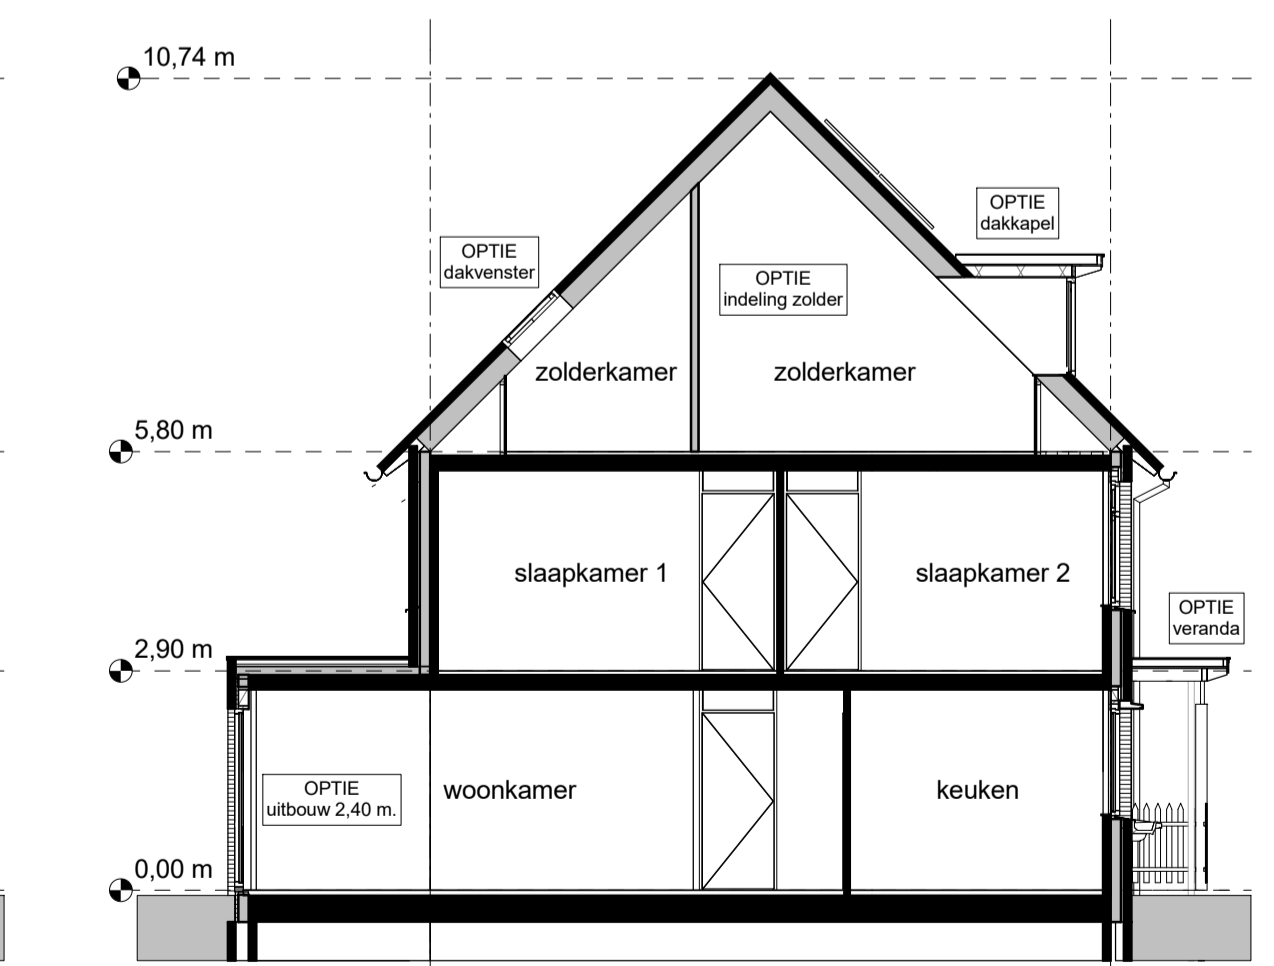 10,74 m
OPTIE
dakkapel
OPTIE
dakvenster
OPTIE
indeling zolder
zolderkamer
zolderkamer
5,80 m
slaapkamer 1
slaapkamer 2
OPTIE
veranda
2,90 m
OPTIE
uitbouw 2,40 m.
woonkamer
keuken
0,00 m